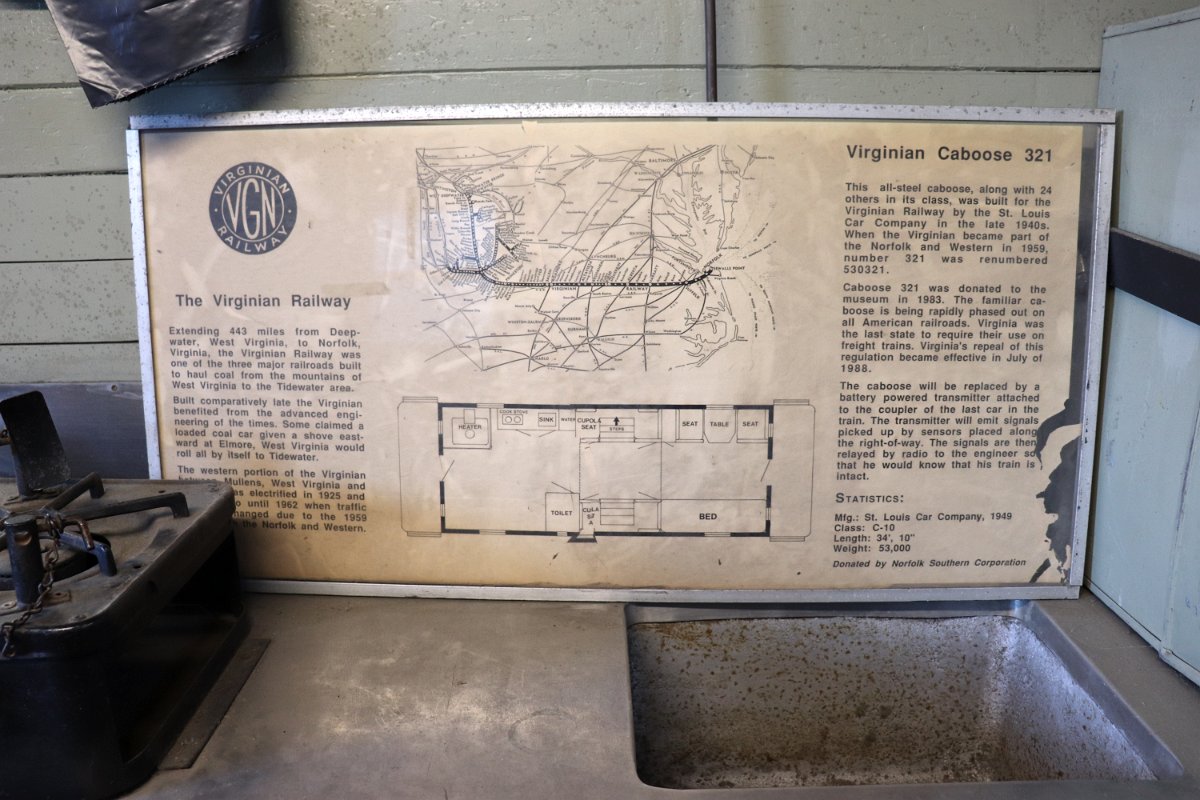 VIRGINIAN
VGN
RAILWAY
The Virginian Railway
Extending 443 miles from Deep-
water, West Virginia, to Norfolk,
Virginia, the Virginian Railway was
one of the three major railroads built
to haul coal from the mountains of
West Virginia to the Tidewater area.
Built comparatively late the Virginian
benefited from the advanced engi-
neering of the times. Some claimed a
loaded coal car given a shove east-
ward at Elmore, West Virginia would
roll all by itself to Tidewater.
The western portion of the Virginian
Mullens, West Virginia and
electrified in 1925 and
until 1962 when traffic
due to the 1959
the Norfolk and Western.
BALTIMORE
LYNCHBURG
SEWALLS POINT
VIRGINIAN RAILWAY
HEATER
COOK STOVE
SINK
WATER
CUPOLA
SEAT
STEPS
SEAT
TABLE
SEAT
TOILET
BED
Virginian Caboose 321
This all-steel caboose, along with 24
others in its class, was built for the
Virginian Railway by the St. Louis
Car Company in the late 1940s.
When the Virginian became part of
the Norfolk and Western in 1959,
number 321 was renumbered
530321.
Caboose 321 was donated to the
museum in 1983. The familiar ca-
boose is being rapidly phased out on
all American railroads. Virginia was
the last state to require their use on
freight trains. Virginia's repeal of this
regulation became effective in July of
1988.
The caboose will be replaced by a
battery powered transmitter attached
to the coupler of the last car in the
train. The transmitter will emit signals
picked up by sensors placed along
the right-of-way. The signals are then
relayed by radio to the engineer so
that he would know that his train is
intact.
STATISTICS:
Mfg.: St. Louis Car Company, 1949
Class: C-10
Length: 34', 10"
Weight: 53,000
Donated by Norfolk Southern Corporation